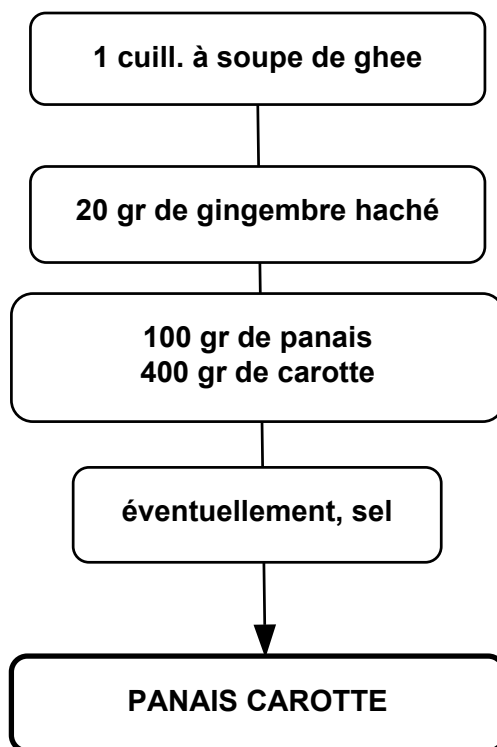 1 cuill. à soupe de ghee
20 gr de gingembre haché
100 gr de panais
400 gr de carotte
éventuellement, sel
PANAIS CAROTTE